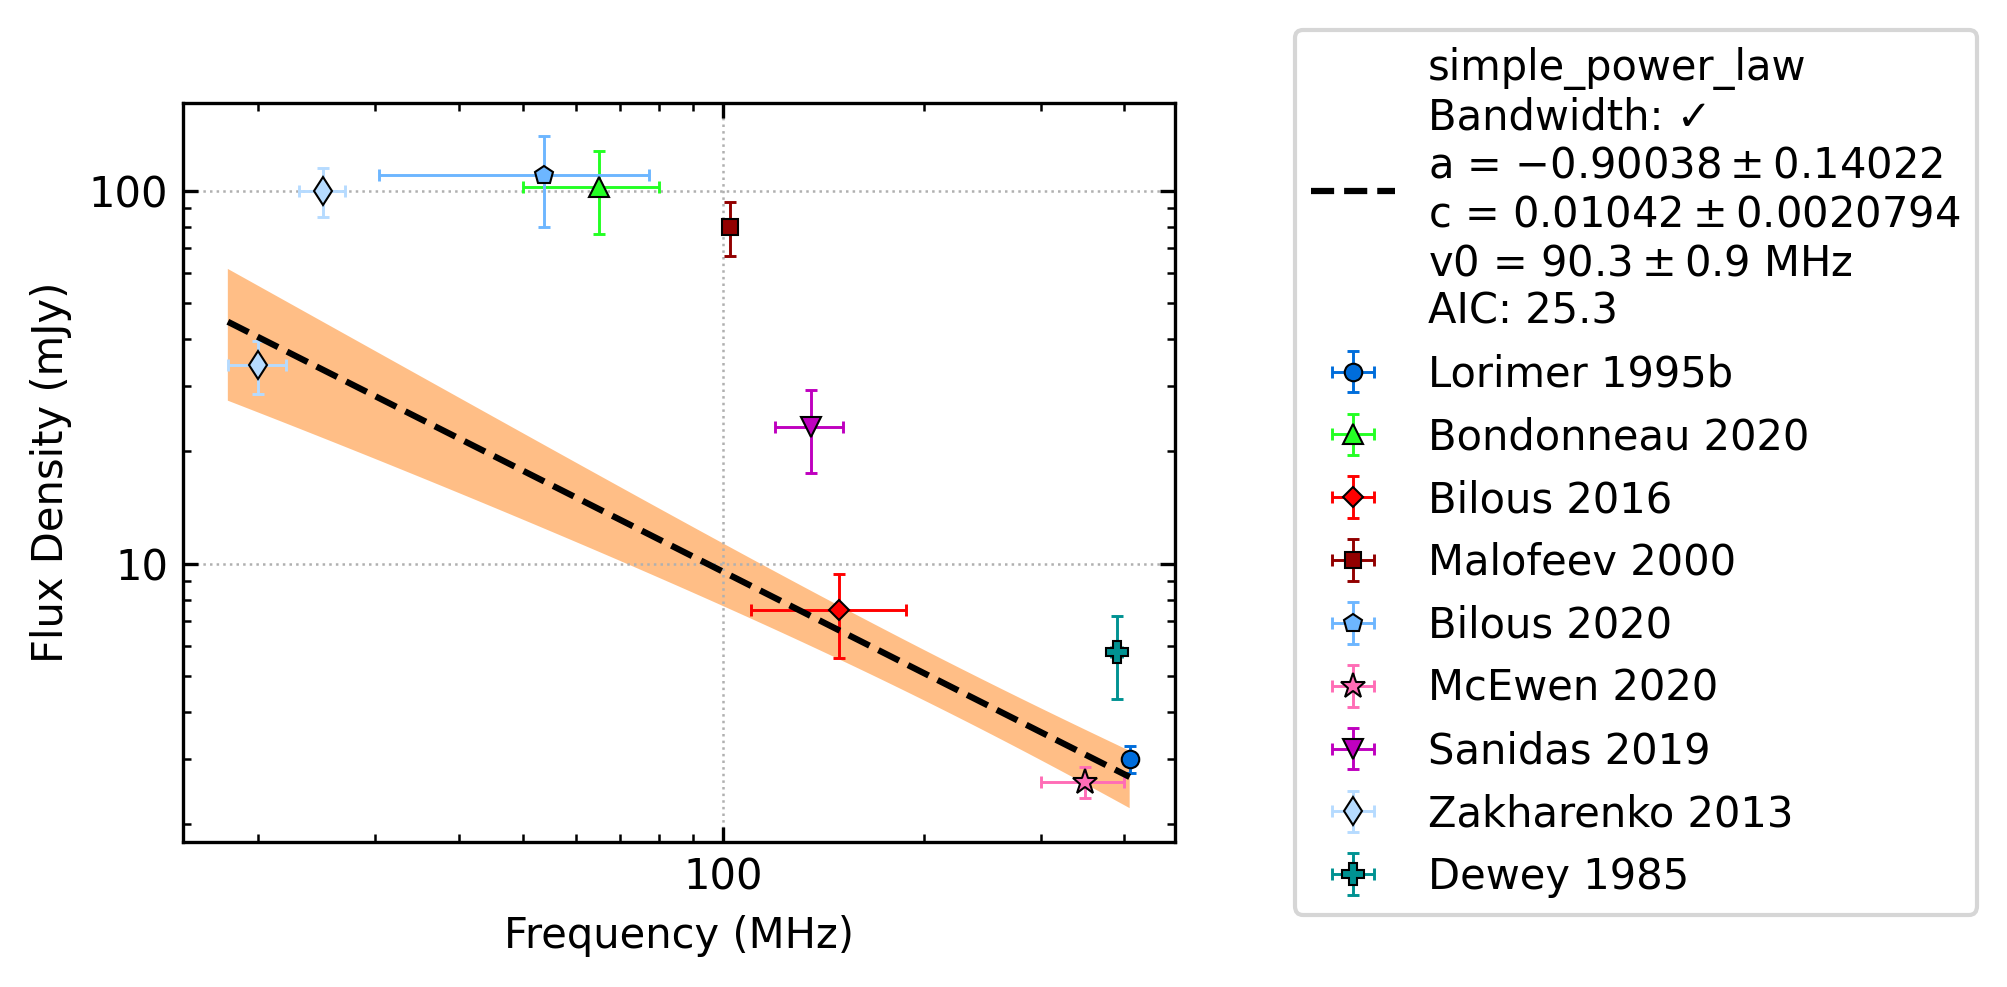 100
10
100
Flux Density (mJy)
Frequency (MHz)
simple_power_law
Bandwidth: ✓
a = −0.90038 ± 0.14022
c = 0.01042 ± 0.0020794
v0 = 90.3 ± 0.9 MHz
AIC: 25.3
Lorimer 1995b
Bondonneau 2020
Bilous 2016
Malofeev 2000
Bilous 2020
McEwen 2020
Sanidas 2019
Zakharenko 2013
Dewey 1985